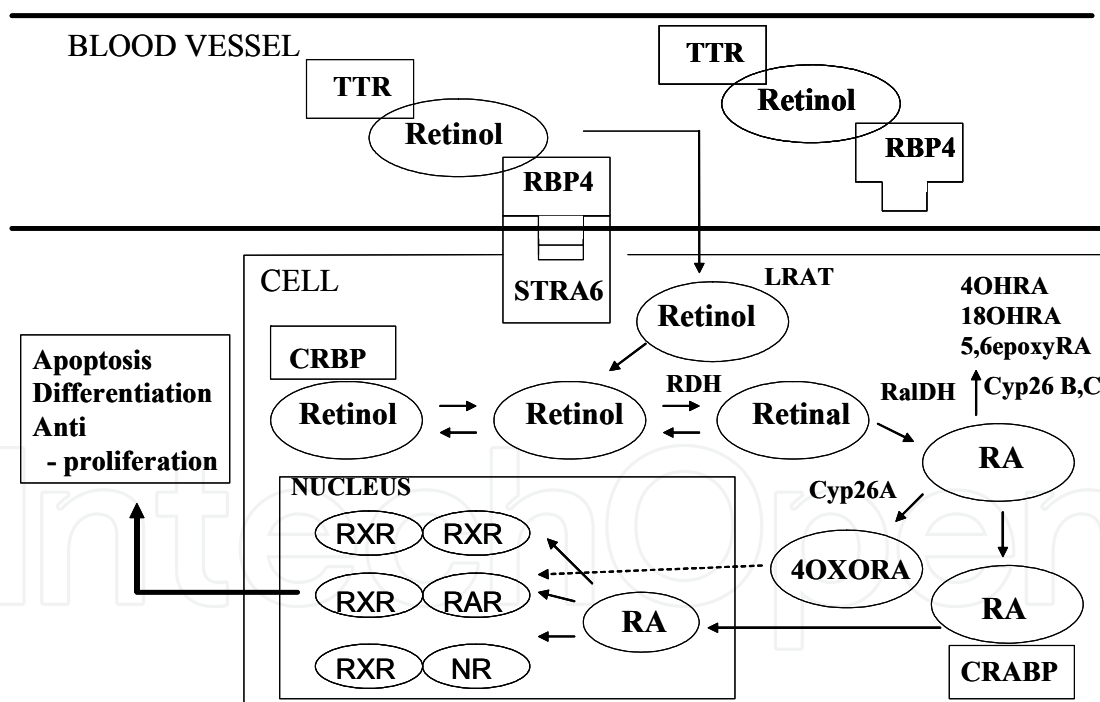 BLOOD VESSEL
TTR
Retinol
RBP4
TTR
Retinol
RBP4
CELL
STRA6
LRAT
Retinol
4OHRA
18OHRA
5,6epoxyRA
Apoptosis
Differentiation
Anti
- proliferation
CRBP
Retinol
Retinol
RDH
Retinal
RalDH
Cyp26 B,C
RA
Cyp26A
NUCLEUS
RXR
RXR
RXR
RAR
RXR
NR
RA
4OXORA
RA
CRABP
IntechOpen